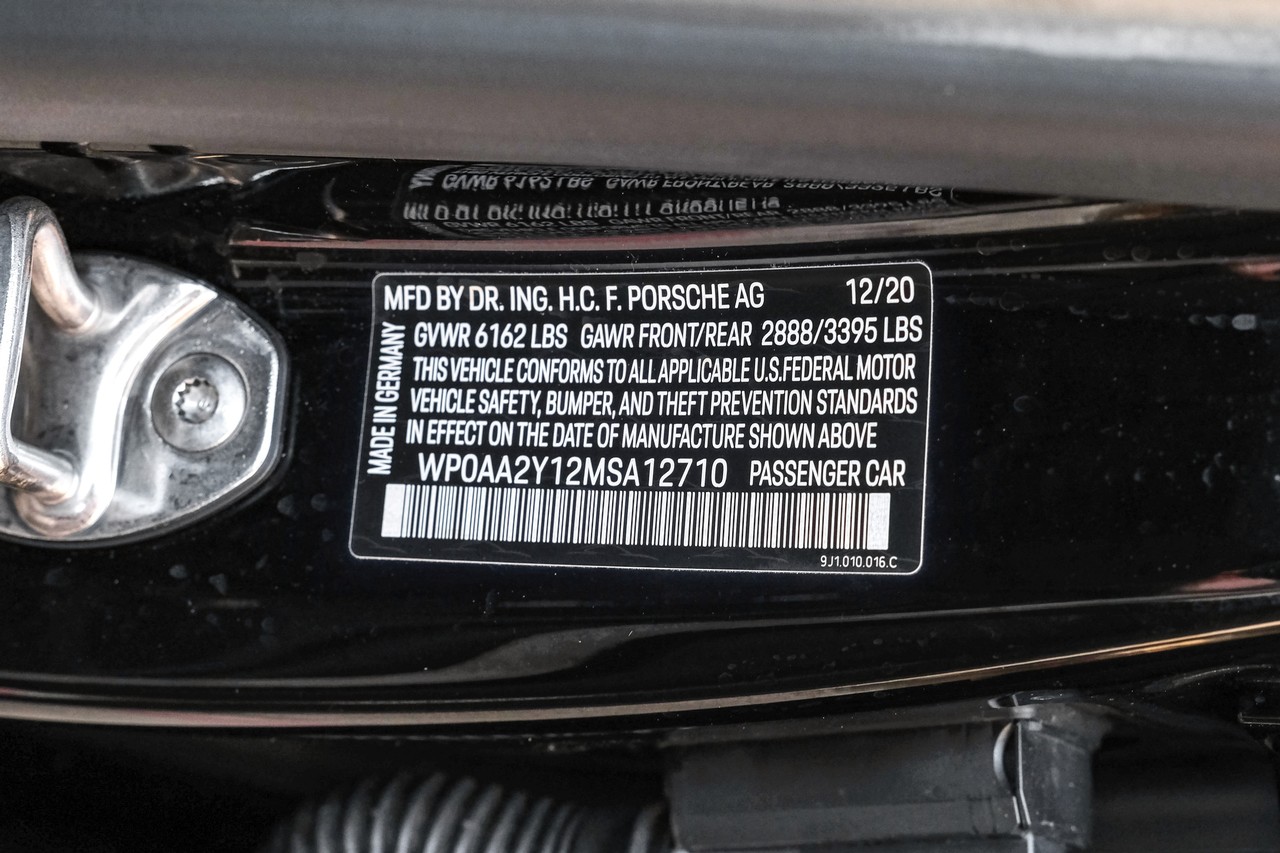 MFD BY DR. ING. H.C. F. PORSCHE AG 12/20
GVWR 6162 LBS GAWR FRONT/REAR 2888/3395 LBS
THIS VEHICLE CONFORMS TO ALL APPLICABLE U.S.FEDERAL MOTOR
VEHICLE SAFETY, BUMPER, AND THEFT PREVENTION STANDARDS
IN EFFECT ON THE DATE OF MANUFACTURE SHOWN ABOVE
WP0AA2Y12MSA12710 PASSENGER CAR
MADE IN GERMANY
9J1.010.016.C